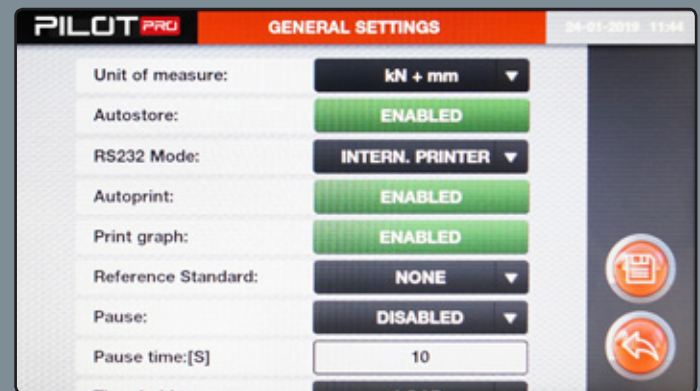 PILOT PRO GENERAL SETTINGS 24-01-2019 11:44
Unit of measure: kN + mm
Autostore: ENABLED
RS232 Mode: INTERN. PRINTER
Autoprint: ENABLED
Print graph: ENABLED
Reference Standard: NONE
Pause: DISABLED
Pause time:[S] 10